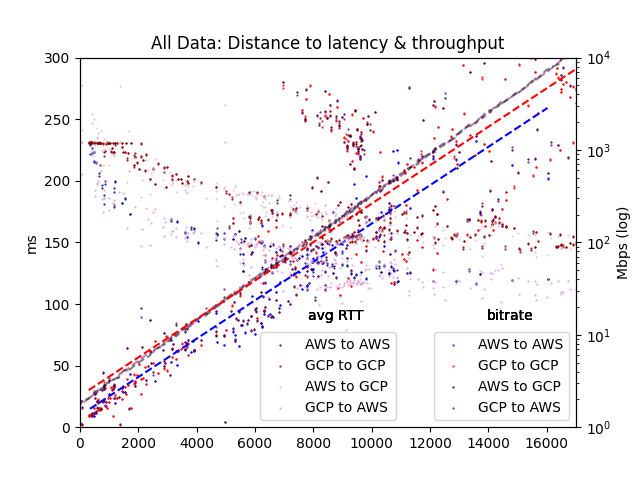 All Data: Distance to latency & throughput
300
250
200
150
100
50
0
ms
0 2000 4000 6000 8000 10000 12000 14000 16000
10^4
10^3
10^2
10^1
10^0
Mbps (log)
avg RTT
AWS to AWS
GCP to GCP
AWS to GCP
GCP to AWS
bitrate
AWS to AWS
GCP to GCP
AWS to GCP
GCP to AWS